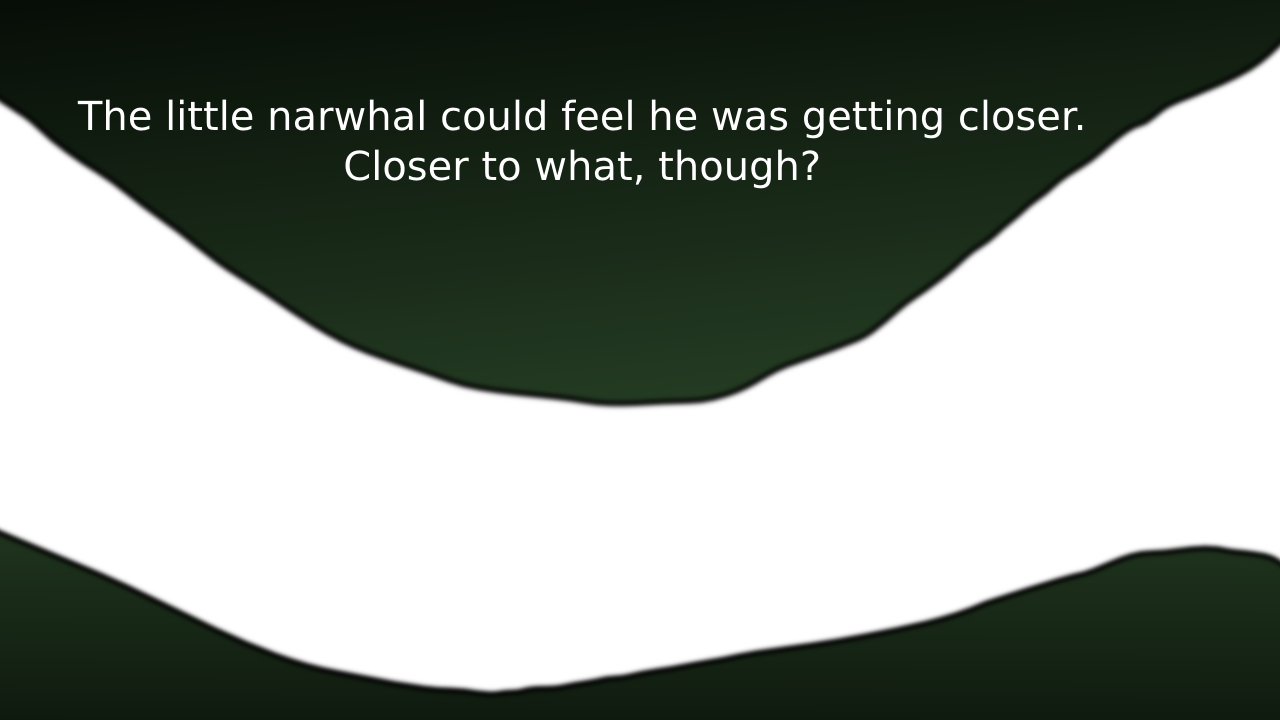 The little narwhal could feel he was getting closer.
Closer to what, though?